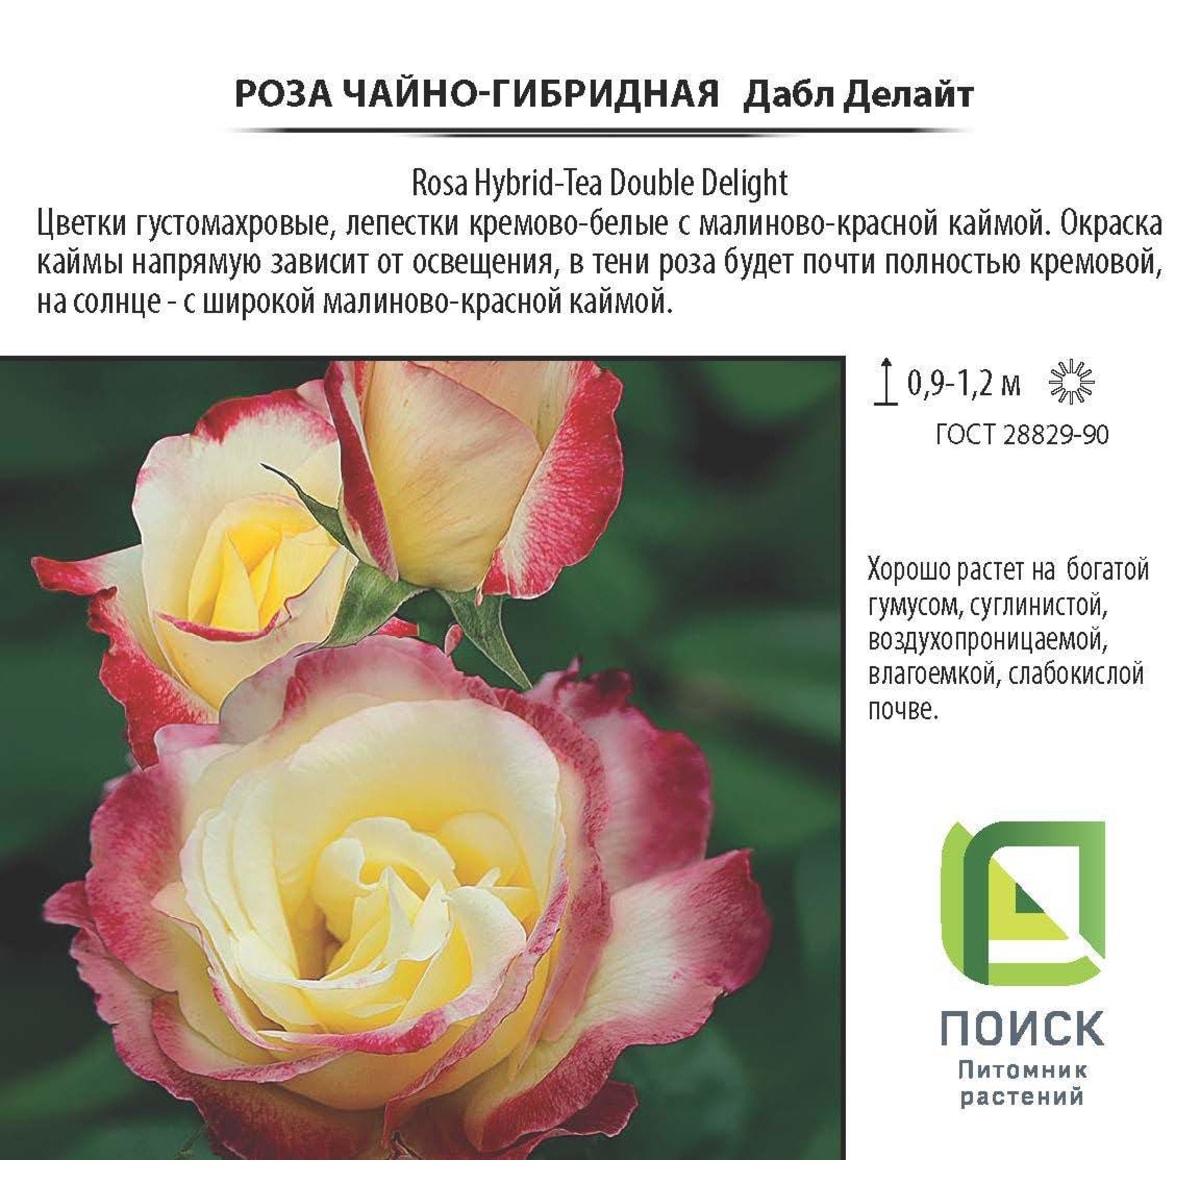 РОЗА ЧАЙНО-ГИБРИДНАЯ Дабл Делайт
Rosa Hybrid-Tea Double Delight
Цветки густомахровые, лепестки кремово-белые с малиново-красной каймой. Окраска
каймы напрямую зависит от освещения, в тени роза будет почти полностью кремовой,
на солнце - с широкой малиново-красной каймой.
0,9-1,2 м
ГОСТ 28829-90
Хорошо растет на богатой
гумусом, суглинистой,
воздухопроницаемой,
влагоемкой, слабокислой
почве.
ПОИСК
Питомник
растений